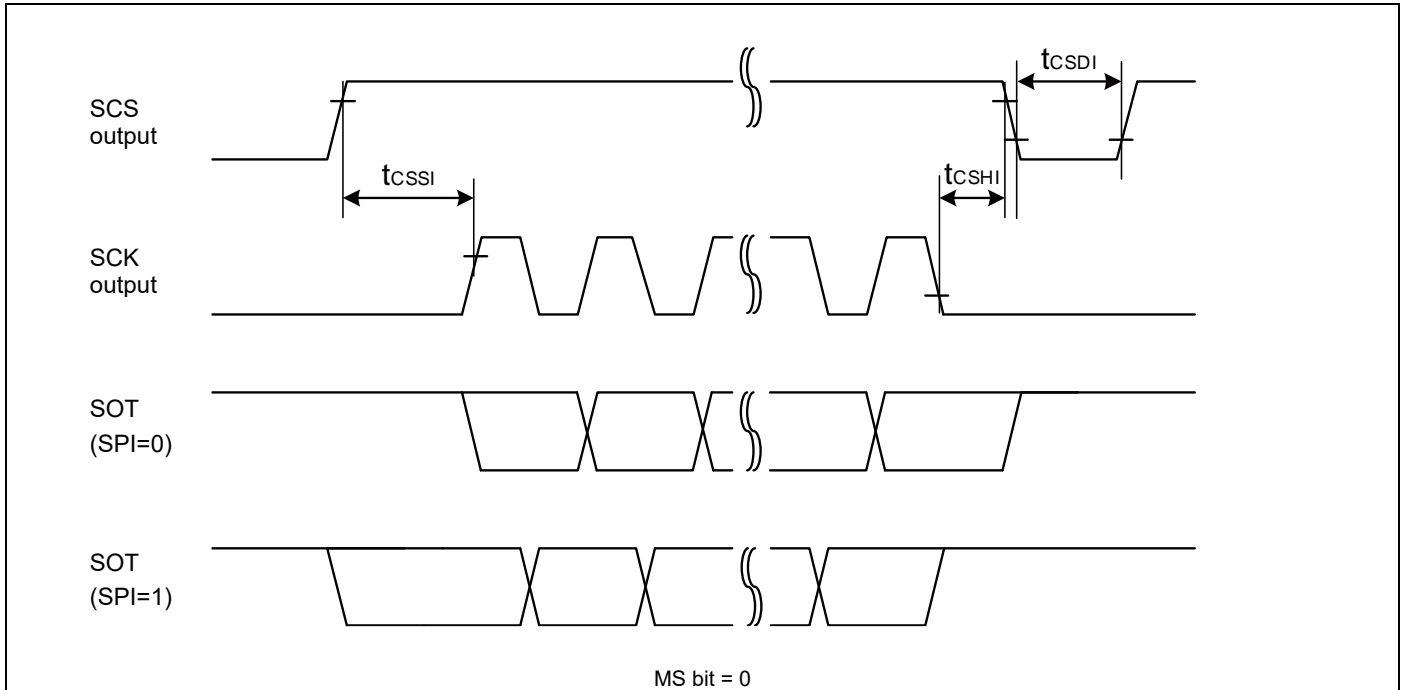 tCSDI
SCS
output
tCSSI
tCSHI
SCK
output
SOT
(SPI=0)
SOT
(SPI=1)
MS bit = 0